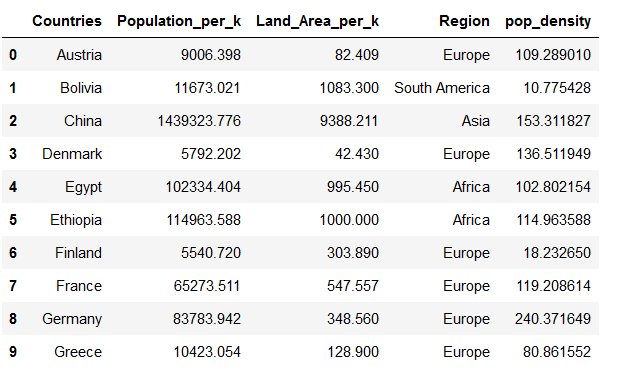 Countries Population_per_k Land_Area_per_k Region pop_density
0 Austria 9006.398 82.409 Europe 109.289010
1 Bolivia 11673.021 1083.300 South America 10.775428
2 China 1439323.776 9388.211 Asia 153.311827
3 Denmark 5792.202 42.430 Europe 136.511949
4 Egypt 102334.404 995.450 Africa 102.802154
5 Ethiopia 114963.588 1000.000 Africa 114.963588
6 Finland 5540.720 303.890 Europe 18.232650
7 France 65273.511 547.557 Europe 119.208614
8 Germany 83783.942 348.560 Europe 240.371649
9 Greece 10423.054 128.900 Europe 80.861552